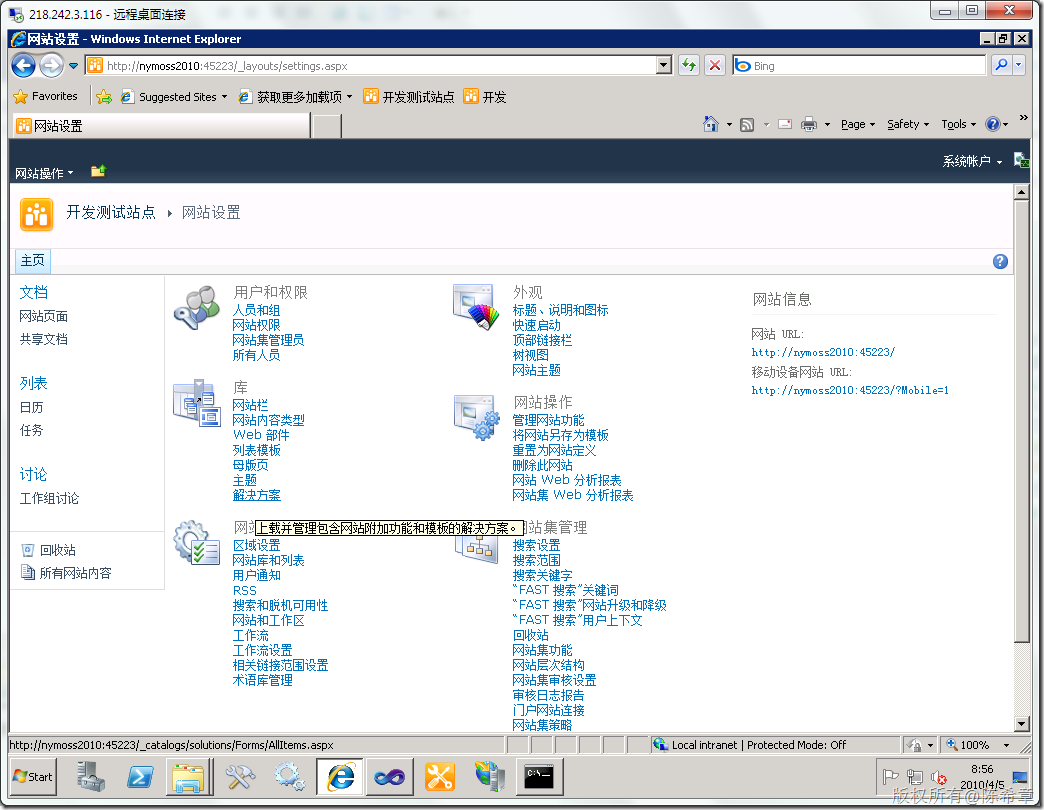 218.242.3.116 - 远程桌面连接
网站设置 - Windows Internet Explorer
http://nymoss2010:45223/_layouts/settings.aspx
Bing
Favorites
Suggested Sites
获取更多加载项
开发测试站点
开发
网站设置
Page
Safety
Tools
网站操作
系统帐户
开发测试站点
网站设置
主页
文档
网站页面
共享文档
列表
日历
任务
讨论
工作组讨论
回收站
所有网站内容
用户和权限
人员和组
网站权限
网站集管理员
所有人员
库
网站栏
网站内容类型
Web 部件
列表模板
母版页
主题
解决方案
网站
上载并管理包含网站附加功能和模板的解决方案。
区域设置
网站库和列表
用户通知
RSS
搜索和脱机可用性
网站和工作区
工作流
工作流设置
相关链接范围设置
术语库管理
外观
标题、说明和图标
快速启动
顶部链接栏
树视图
网站主题
网站操作
管理网站功能
将网站另存为模板
重置为网站定义
删除此网站
网站 Web 分析报表
网站集 Web 分析报表
站集管理
搜索设置
搜索范围
搜索关键字
“FAST 搜索”关键词
“FAST 搜索”网站升级和降级
“FAST 搜索”用户上下文
回收站
网站集功能
网站层次结构
网站集审核设置
审核日志报告
门户网站连接
网站集策略
网站信息
网站 URL:
http://nymoss2010:45223/
移动设备网站 URL:
http://nymoss2010:45223/?Mobile=1
http://nymoss2010:45223/_catalogs/solutions/Forms/AllItems.aspx
Local intranet | Protected Mode: Off
100%
Start
8:56
2010/4/5
版权所有@陈希章